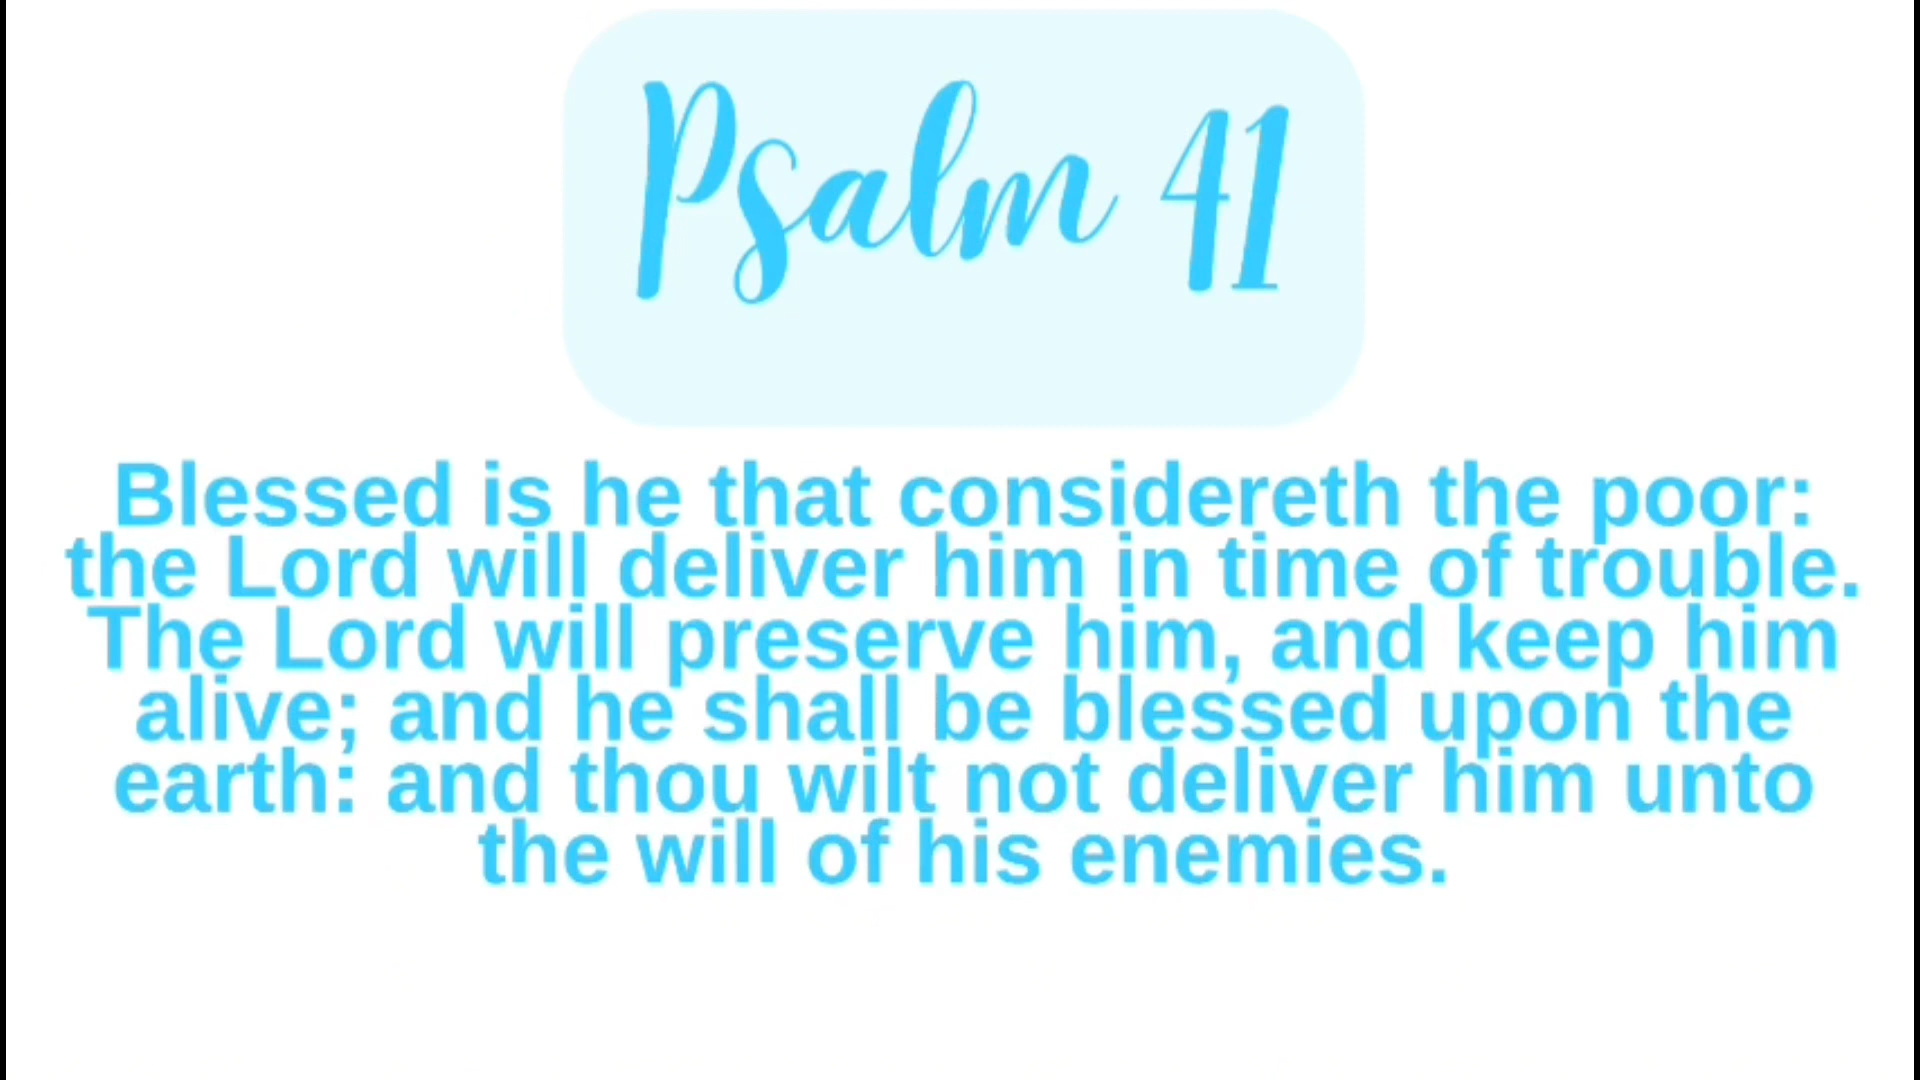 Psalm 41
Blessed is he that considereth the poor:
the Lord will deliver him in time of trouble.
The Lord will preserve him, and keep him
alive; and he shall be blessed upon the
earth: and thou wilt not deliver him unto
the will of his enemies.